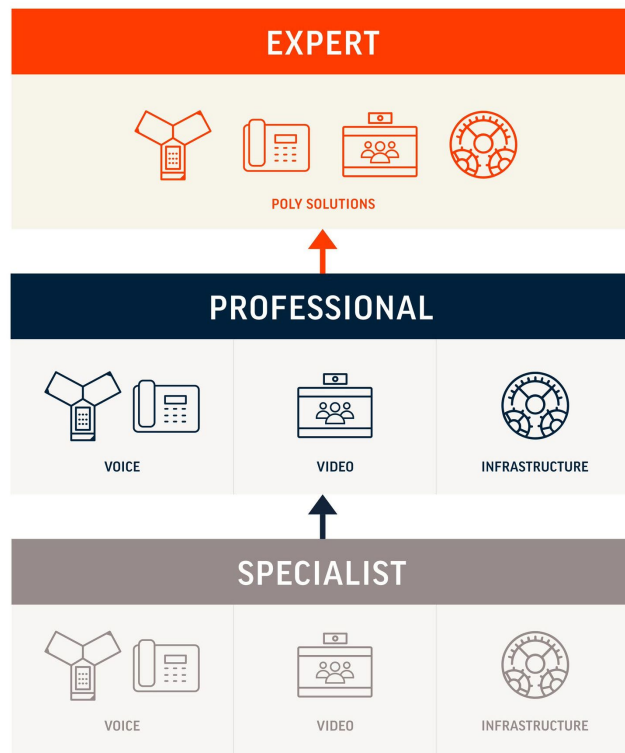 EXPERT
POLY SOLUTIONS
PROFESSIONAL
VOICE
VIDEO
INFRASTRUCTURE
SPECIALIST
VOICE
VIDEO
INFRASTRUCTURE